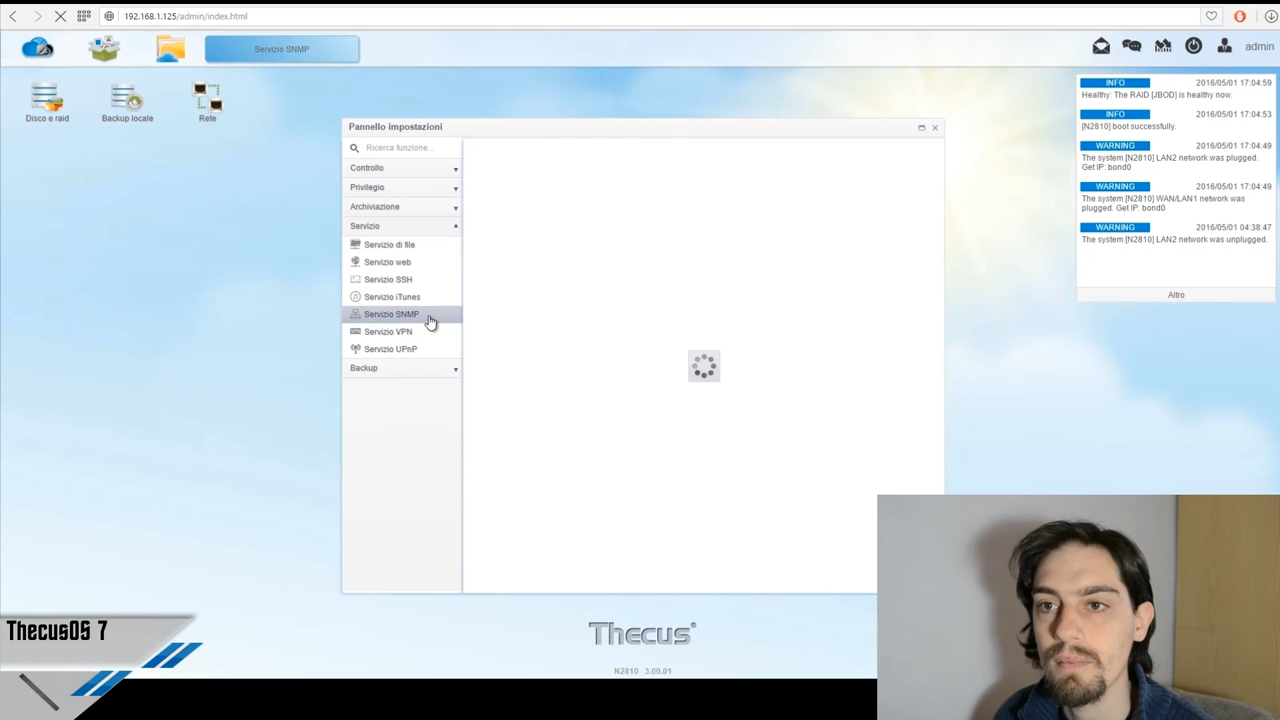 192.168.1.125/admin/index.html
Servizio SNMP
admin
Disco e raid
Backup locale
Rete
Pannello impostazioni
Ricerca funzione...
Controllo
Privilegio
Archiviazione
Servizio
Servizio di file
Servizio web
Servizio SSH
Servizio iTunes
Servizio SNMP
Servizio VPN
Servizio UPnP
Backup
INFO 2016/05/01 17:04:59
Healthy: The RAID [JBOD] is healthy now.
INFO 2016/05/01 17:04:53
[N2810] boot successfully.
WARNING 2016/05/01 17:04:49
The system [N2810] LAN2 network was plugged.
Get IP: bond0
WARNING 2016/05/01 17:04:49
The system [N2810] WAN/LAN1 network was
plugged. Get IP: bond0
WARNING 2016/05/01 04:38:47
The system [N2810] LAN2 network was unplugged.
Altro
Thecus®
N2810 3.00.01
ThecusOS 7